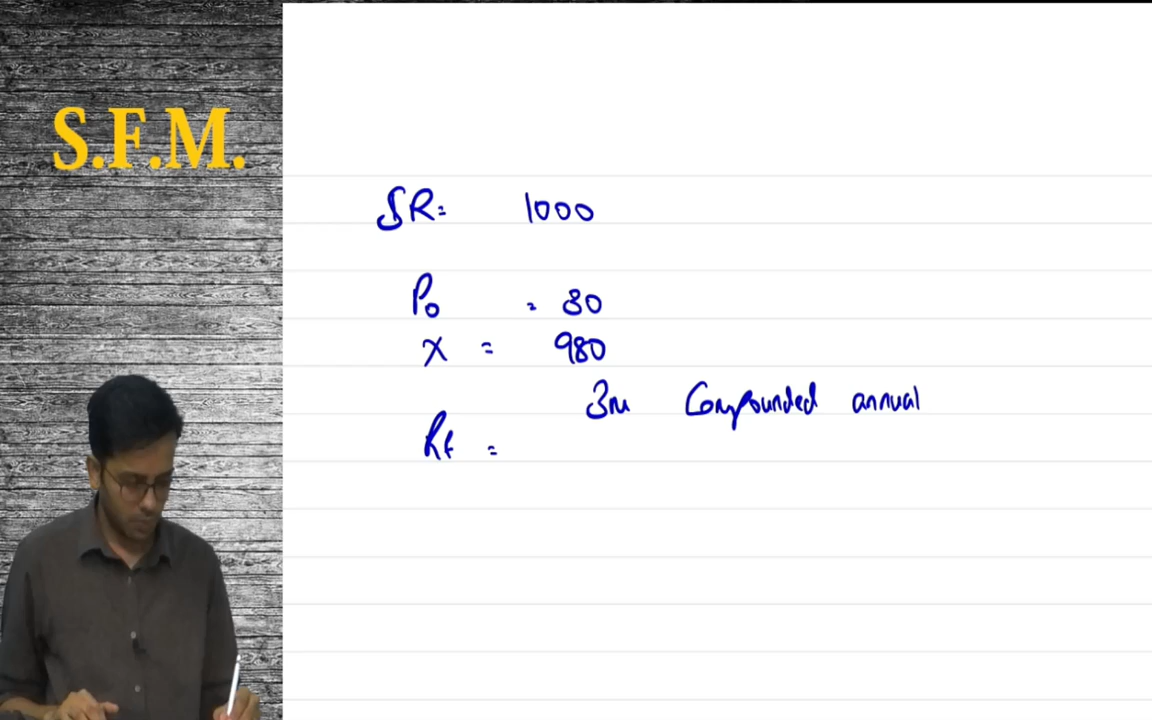 S.F.M.
SR= 1000
P0 = 80
X = 980
3m Compounded annual
Rf =